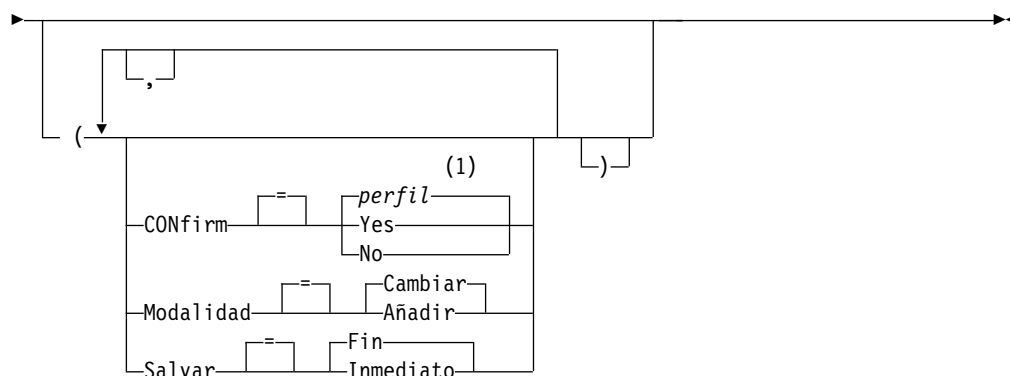 ,
(
)
(1)
=
perfil
CONfirm
Yes
No
=
Cambiar
Modalidad
Añadir
=
Fin
Salvar
Inmediato